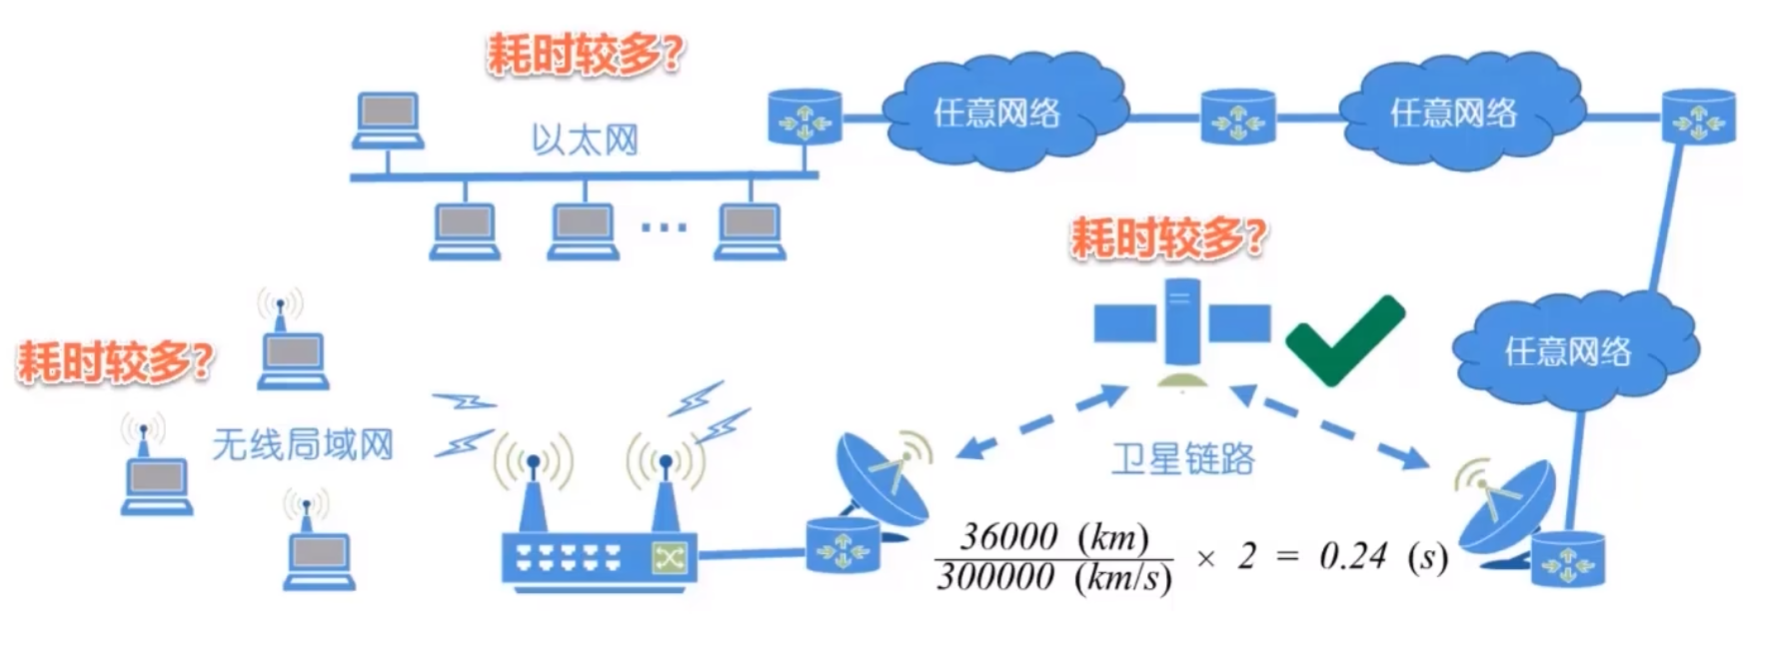 耗时较多?
以太网
任意网络
任意网络
耗时较多?
任意网络
耗时较多?
无线局域网
卫星链路
36000 (km)
300000 (km/s)
× 2 = 0.24 (s)